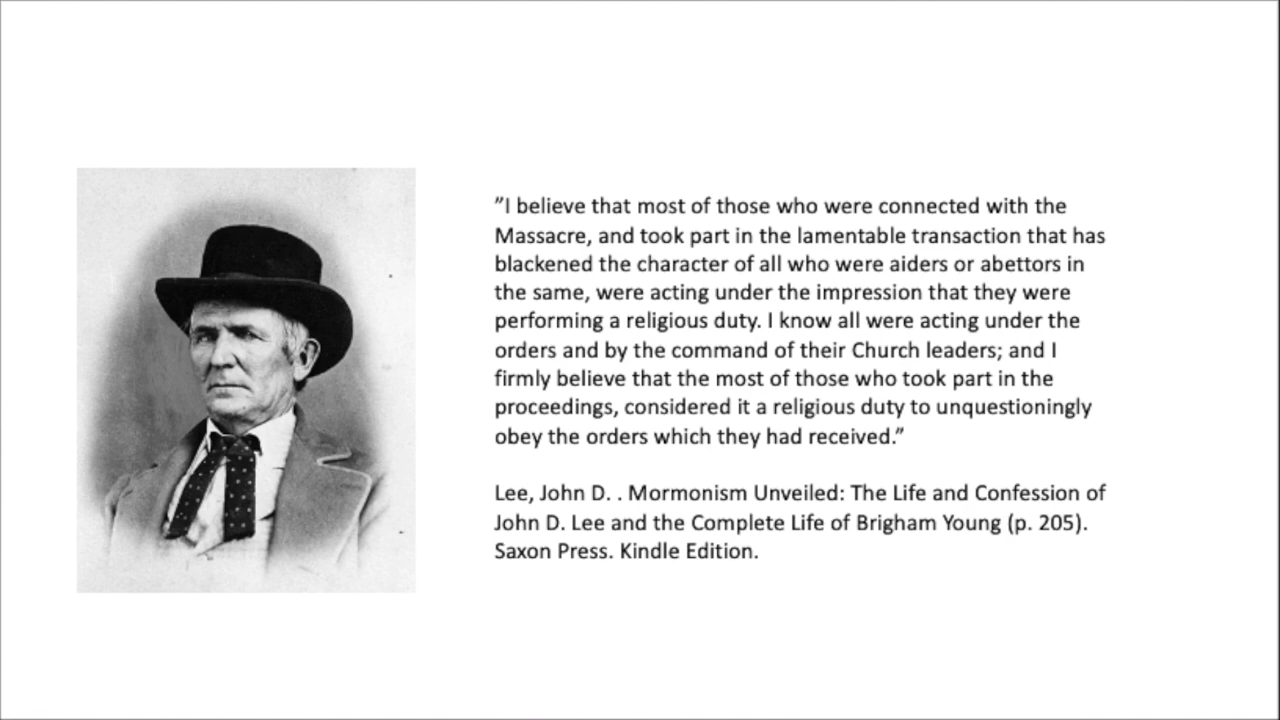 ”I believe that most of those who were connected with the
Massacre, and took part in the lamentable transaction that has
blackened the character of all who were aiders or abettors in
the same, were acting under the impression that they were
performing a religious duty. I know all were acting under the
orders and by the command of their Church leaders; and I
firmly believe that the most of those who took part in the
proceedings, considered it a religious duty to unquestioningly
obey the orders which they had received.”
Lee, John D. . Mormonism Unveiled: The Life and Confession of
John D. Lee and the Complete Life of Brigham Young (p. 205).
Saxon Press. Kindle Edition.